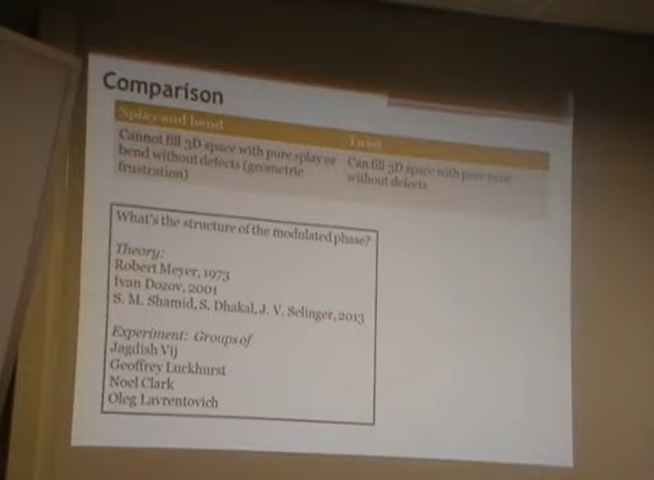 Comparison
Splay and bend
Twist
Cannot fill 3D space with pure splay or
bend without defects (geometric
frustration)
Can fill 3D space with pure twist
without defects
What's the structure of the modulated phase?
Theory:
Robert Meyer, 1973
Ivan Dozov, 2001
S. M. Shamid, S. Dhakal, J. V. Selinger, 2013
Experiment: Groups of
Jagdish Vij
Geoffrey Luckhurst
Noel Clark
Oleg Lavrentovich